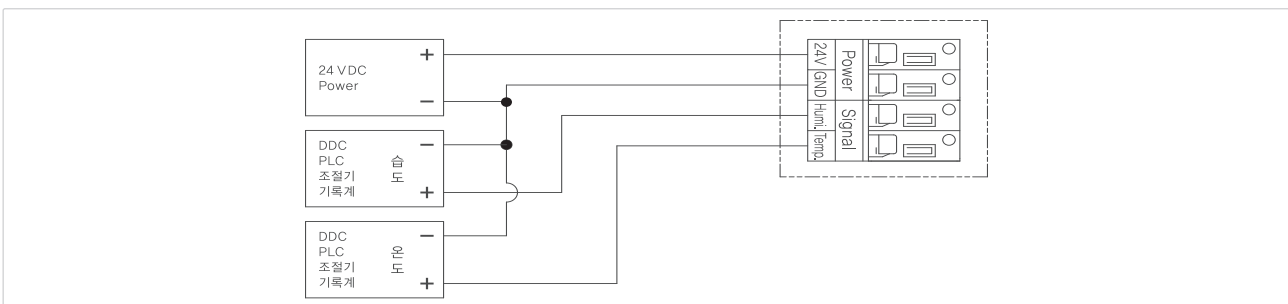 24 VDC
Power
+
−
DDC
PLC
조절기
기록계
습도
−
+
DDC
PLC
조절기
기록계
온도
−
+
24V
GND
Humi.
Temp.
Power
Signal